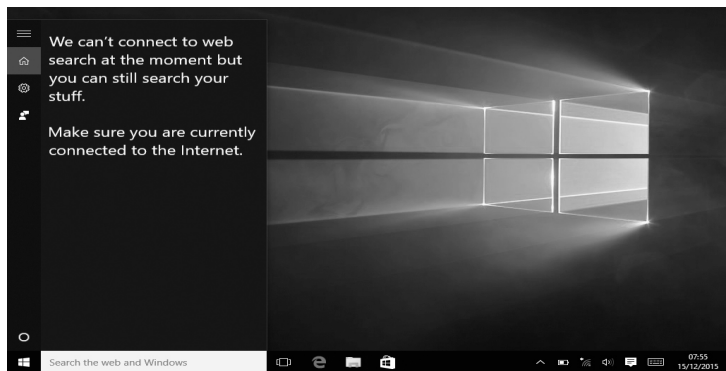 We can't connect to web
search at the moment but
you can still search your
stuff.
Make sure you are currently
connected to the Internet.
Search the web and Windows
07:55
15/12/2015